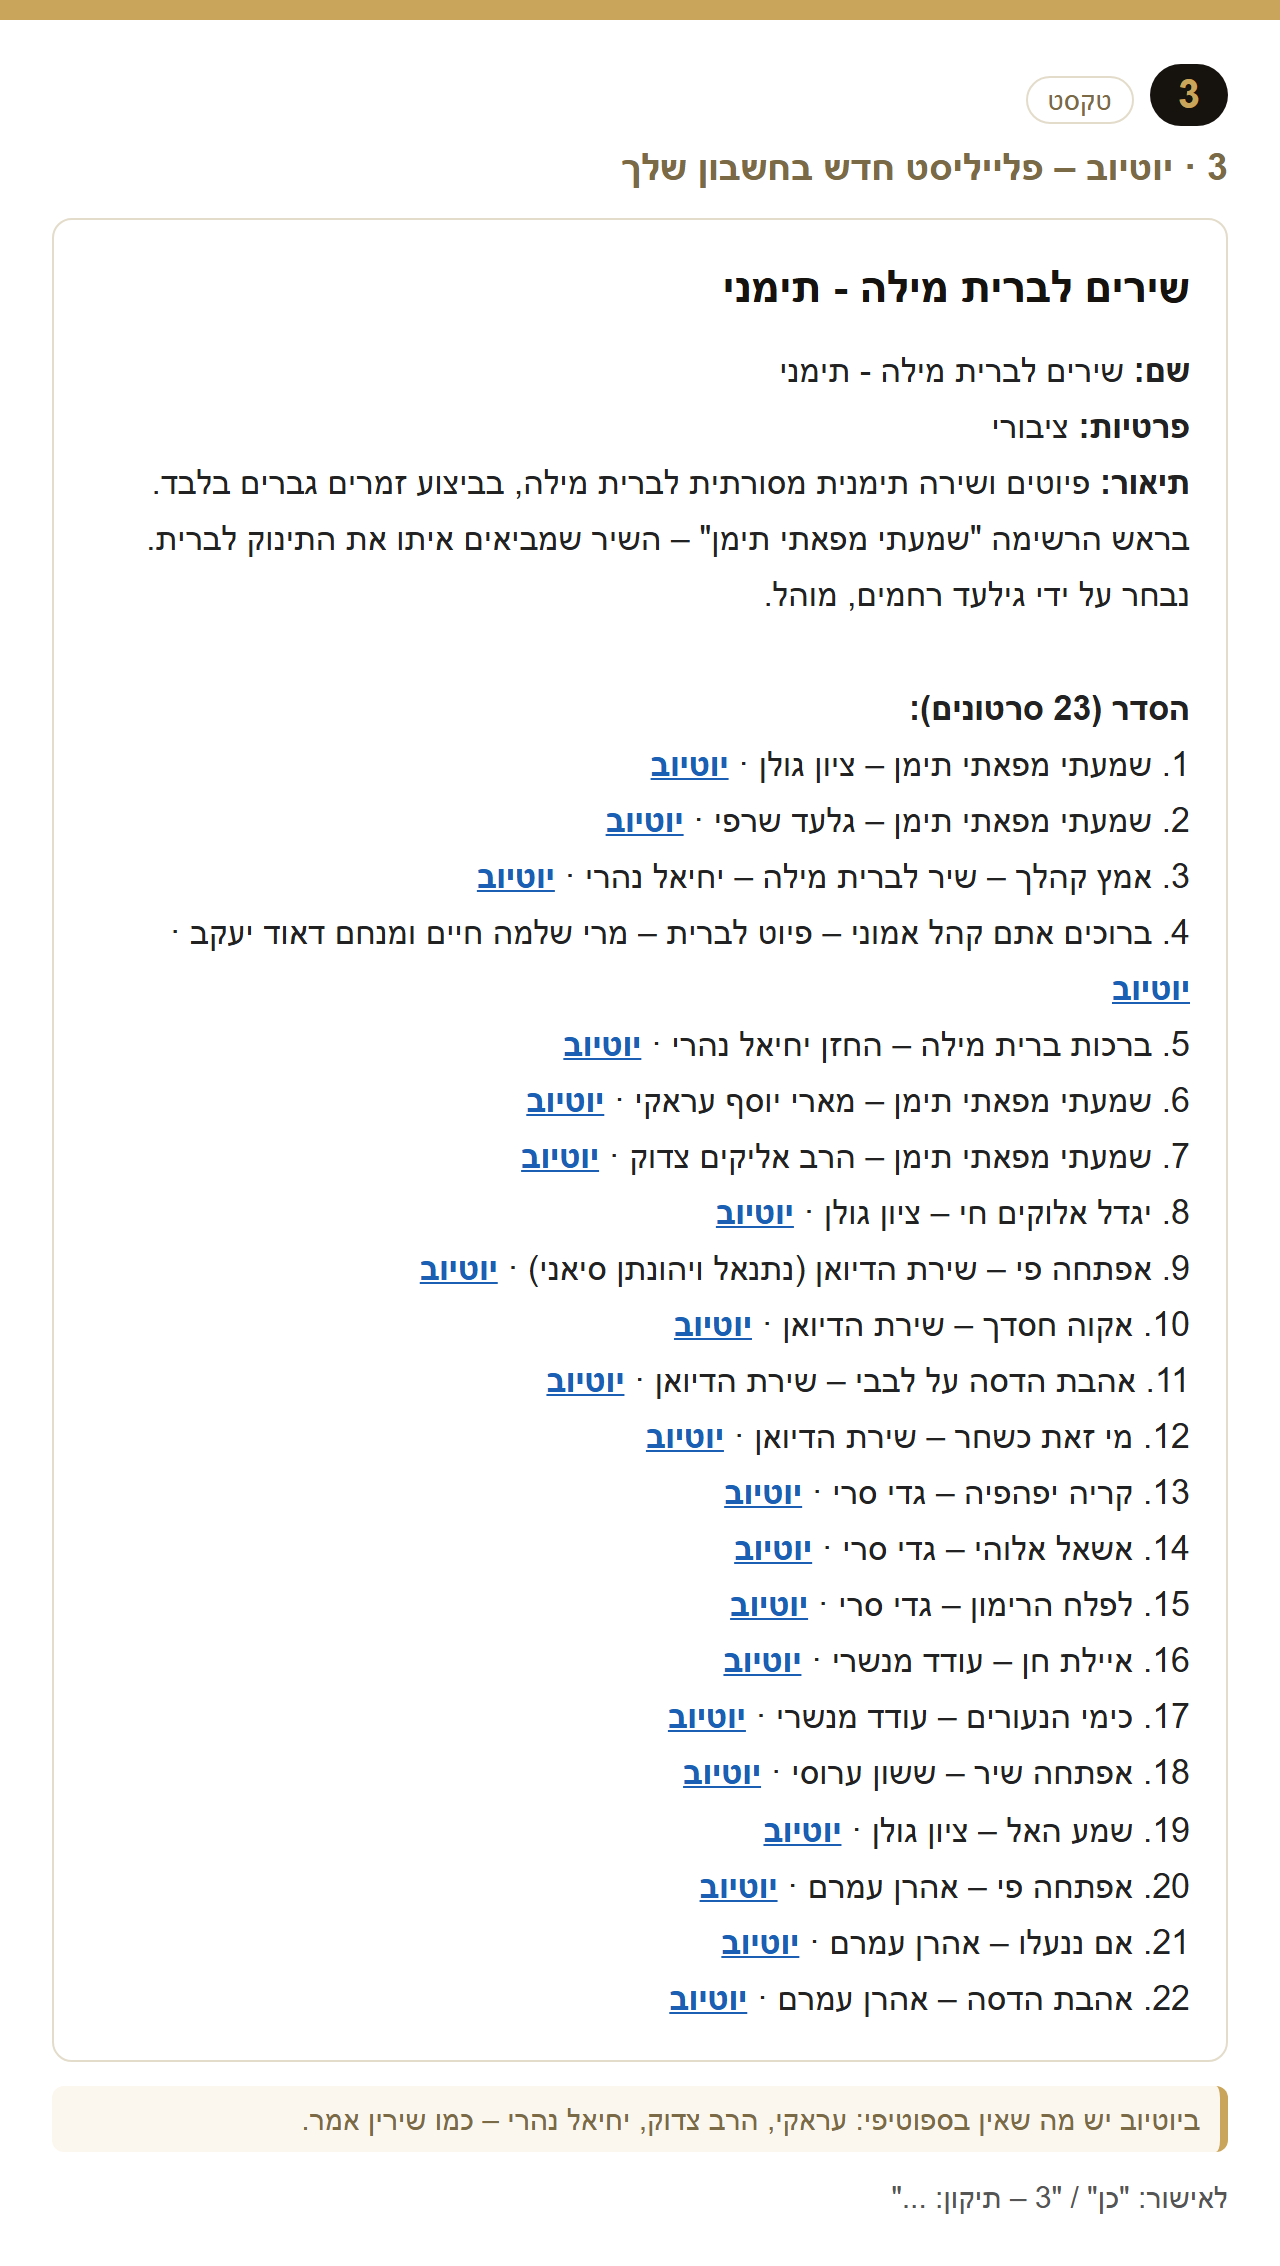 3
טקסט
3 · יוטיוב – פלייליסט חדש בחשבון שלך
שירים לברית מילה - תימני
שם: שירים לברית מילה - תימני
פרטיות: ציבורי
תיאור: פיוטים ושירה תימנית מסורתית לברית מילה, בביצוע זמרים גברים בלבד.
בראש הרשימה "שמעתי מפאתי תימן" – השיר שמביאים איתו את התינוק לברית.
נבחר על ידי גילעד רחמים, מוהל.
הסדר (23 סרטונים):
1. שמעתי מפאתי תימן – ציון גולן · יוטיוב
2. שמעתי מפאתי תימן – גלעד שרפי · יוטיוב
3. אמץ קהלך – שיר לברית מילה – יחיאל נהרי · יוטיוב
4. ברוכים אתם קהל אמוני – פיוט לברית – מרי שלמה חיים ומנחם דאוד יעקב ·
יוטיוב
5. ברכות ברית מילה – החזן יחיאל נהרי · יוטיוב
6. שמעתי מפאתי תימן – מארי יוסף עראקי · יוטיוב
7. שמעתי מפאתי תימן – הרב אליקים צדוק · יוטיוב
8. יגדל אלוקים חי – ציון גולן · יוטיוב
9. אפתחה פי – שירת הדיואן (נתנאל ויהונתן סיאני) · יוטיוב
10. אקוה חסדך – שירת הדיואן · יוטיוב
11. אהבת הדסה על לבבי – שירת הדיואן · יוטיוב
12. מי זאת כשחר – שירת הדיואן · יוטיוב
13. קריה יפהפיה – גדי סרי · יוטיוב
14. אשאל אלוהי – גדי סרי · יוטיוב
15. לפלח הרימון – גדי סרי · יוטיוב
16. איילת חן – עודד מנשרי · יוטיוב
17. כימי הנעורים – עודד מנשרי · יוטיוב
18. אפתחה שיר – ששון ערוסי · יוטיוב
19. שמע האל – ציון גולן · יוטיוב
20. אפתחה פי – אהרן עמרם · יוטיוב
21. אם ננעלו – אהרן עמרם · יוטיוב
22. אהבת הדסה – אהרן עמרם · יוטיוב
ביוטיוב יש מה שאין בספוטיפי: עראקי, הרב צדוק, יחיאל נהרי – כמו שירין אמר.
לאישור: "כן" / "3 – תיקון: ..."